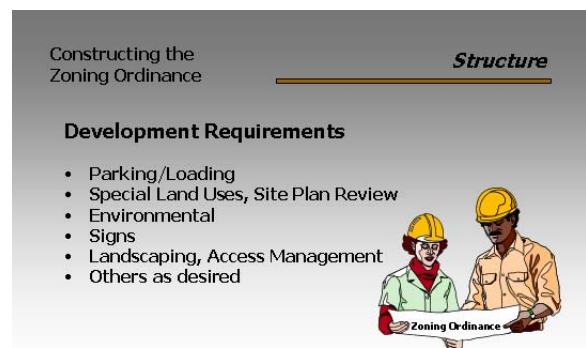 Constructing the
Zoning Ordinance
Structure
Development Requirements
• Parking/Loading
• Special Land Uses, Site Plan Review
• Environmental
• Signs
• Landscaping, Access Management
• Others as desired
Zoning Ordinance